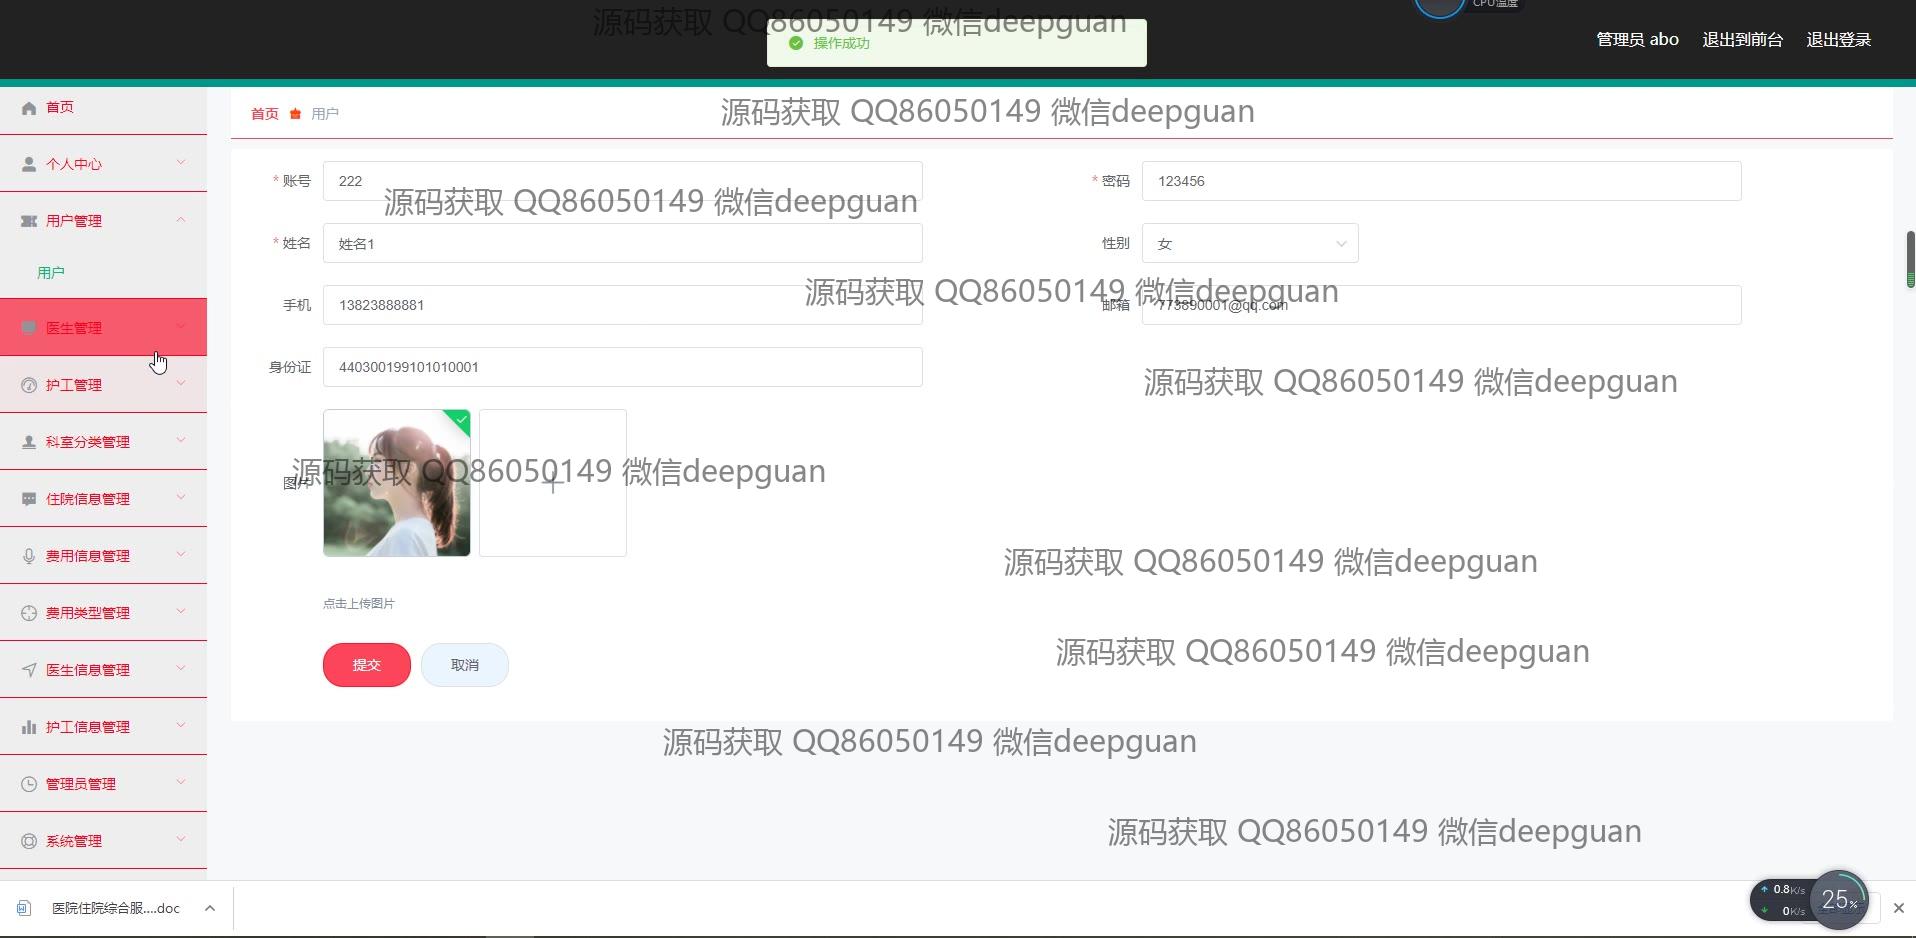 CPU温度
源码获取 QQ86050149 微信deepguan
操作成功
管理员 abo
退出到前台
退出登录
首页
个人中心
用户管理
用户
医生管理
护工管理
科室分类管理
住院信息管理
费用信息管理
费用类型管理
医生信息管理
护工信息管理
管理员管理
系统管理
首页 用户
源码获取 QQ86050149 微信deepguan
* 账号 222
* 密码 123456
源码获取 QQ86050149 微信deepguan
* 姓名 姓名1
性别 女
源码获取 QQ86050149 微信deepguan
手机 13823888881
邮箱 773890001@qq.com
身份证 440300199101010001
源码获取 QQ86050149 微信deepguan
源码获取 QQ86050149 微信deepguan
图片
源码获取 QQ86050149 微信deepguan
点击上传图片
源码获取 QQ86050149 微信deepguan
提交
取消
源码获取 QQ86050149 微信deepguan
源码获取 QQ86050149 微信deepguan
医院住院综合服....doc
0.8K/s
0K/s
25%